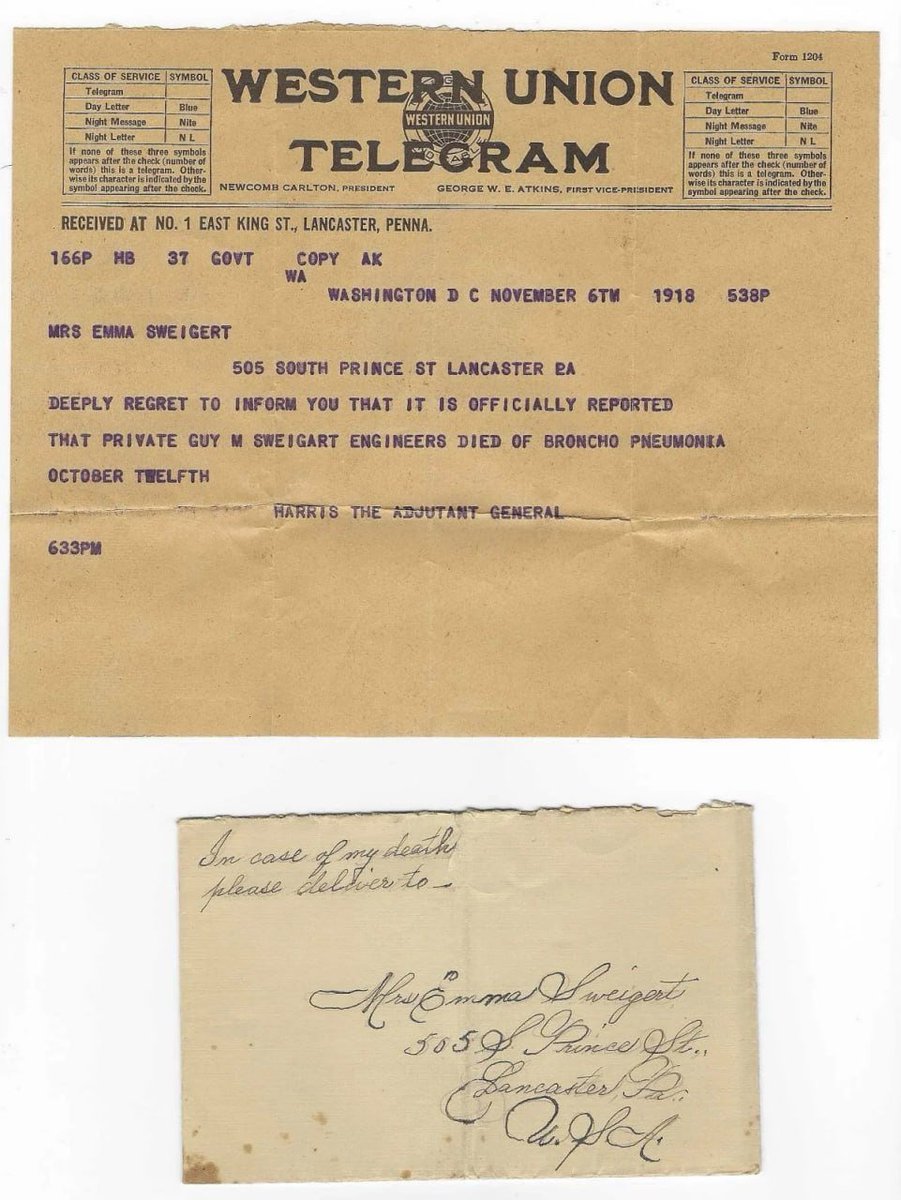 Form 1204
CLASS OF SERVICE SYMBOL
Telegram
Day Letter Blue
Night Message Nite
Night Letter N L
If none of these three symbols
appears after the check (number of
words) this is a telegram. Other-
wise its character is indicated by the
symbol appearing after the check.
WESTERN UNION
WESTERN UNION
TELEGRAM
NEWCOMB CARLTON, PRESIDENT GEORGE W. E. ATKINS, FIRST VICE-PRESIDENT
CLASS OF SERVICE SYMBOL
Telegram
Day Letter Blue
Night Message Nite
Night Letter N L
If none of these three symbols
appears after the check (number of
words) this is a telegram. Other-
wise its character is indicated by the
symbol appearing after the check.
RECEIVED AT NO. 1 EAST KING ST., LANCASTER, PENNA.
166P HB 37 GOVT COPY AK
WA
WASHINGTON D C NOVEMBER 6TM 1918 538P
MRS EMMA SWEIGERT
505 SOUTH PRINCE ST LANCASTER PA
DEEPLY REGRET TO INFORM YOU THAT IT IS OFFICIALLY REPORTED
THAT PRIVATE GUY M SWEIGART ENGINEERS DIED OF BRONCHO PNEUMONIA
OCTOBER TWELFTH
HARRIS THE ADJUTANT GENERAL
633PM
In case of my death
please deliver to—
Mrs Emma Sweigert
505 S. Prince St.,
Lancaster, Pa.
U.S.A.